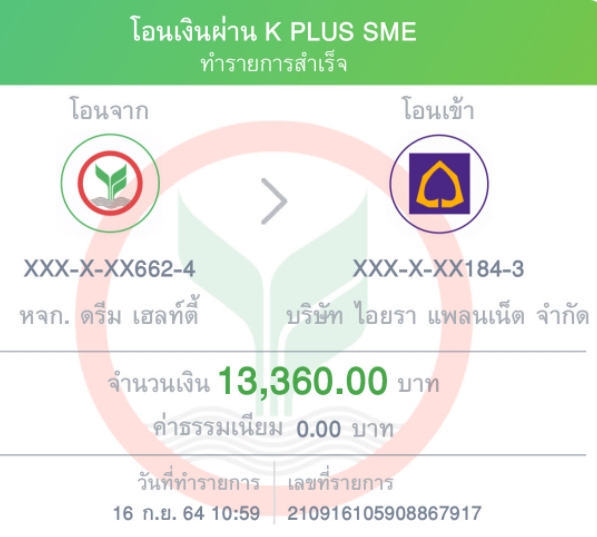 โอนเงินผ่าน K PLUS SME
ทำรายการสำเร็จ
โอนจาก โอนเข้า
XXX-X-XX662-4 XXX-X-XX184-3
หจก. ดรีม เฮลท์ตี้ บริษัท ไอยรา แพลนเน็ต จำกัด
จำนวนเงิน 13,360.00 บาท
ค่าธรรมเนียม 0.00 บาท
วันที่ทำรายการ เลขที่รายการ
16 ก.ย. 64 10:59 210916105908867917